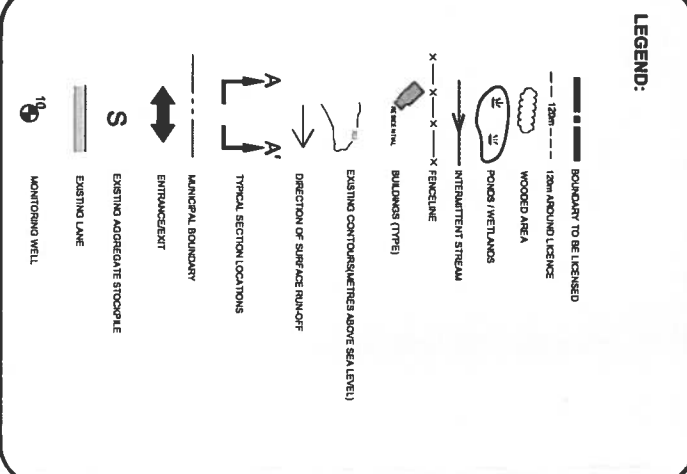 LEGEND:
BOUNDARY TO BE LICENSED
120m 120m AROUND LICENCE
WOODED AREA
PONDS / WETLANDS
INTERMITTENT STREAM
X X X X FENCELINE
RESIDENTIAL BUILDINGS (TYPE)
EXISTING CONTOURS(METRES ABOVE SEA LEVEL)
DIRECTION OF SURFACE RUN-OFF
A A' TYPICAL SECTION LOCATIONS
MUNICIPAL BOUNDARY
ENTRANCE/EXIT
S EXISTING AGGREGATE STOCKPILE
EXISTING LANE
10 MONITORING WELL